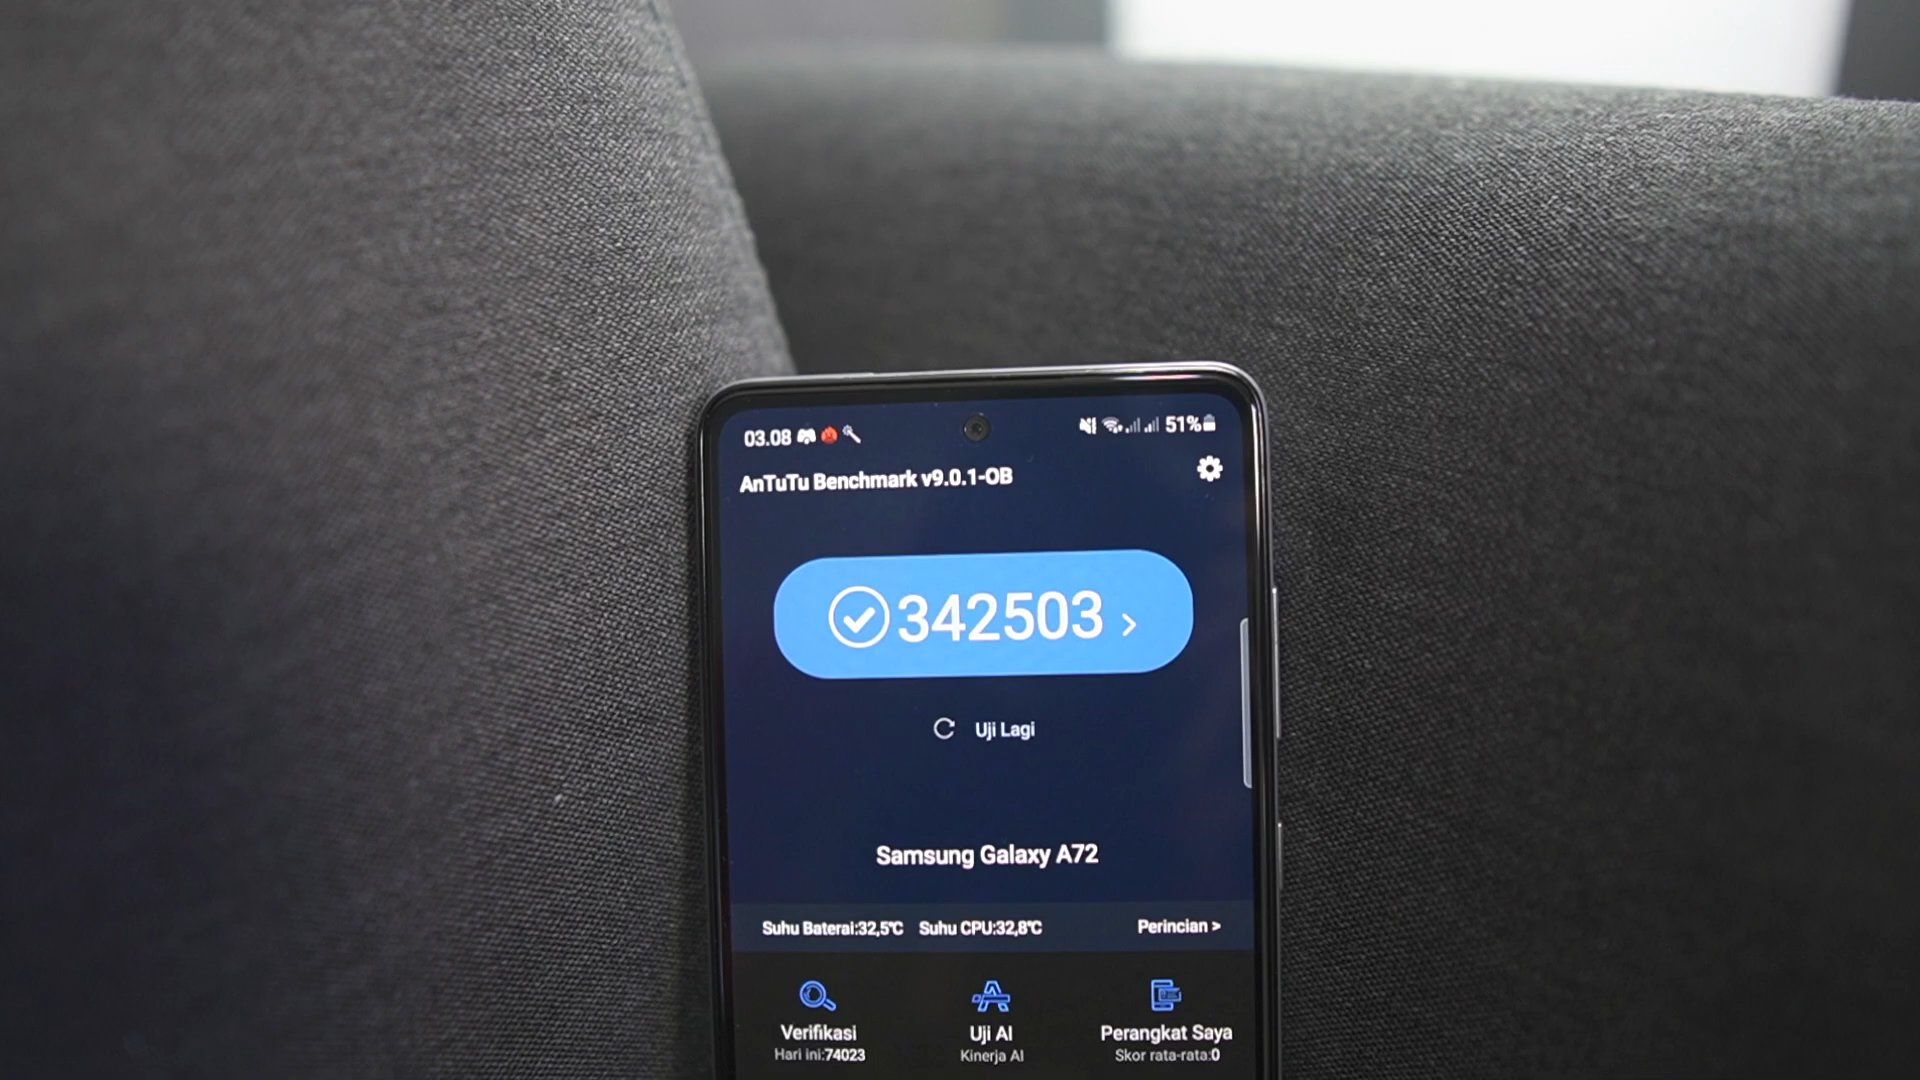 03.08 51%
AnTuTu Benchmark v9.0.1-OB
342503 >
Uji Lagi
Samsung Galaxy A72
Suhu Baterai:32,5℃ Suhu CPU:32,8℃ Perincian >
Verifikasi Uji AI Perangkat Saya
Hari ini:74023 Kinerja AI Skor rata-rata:0